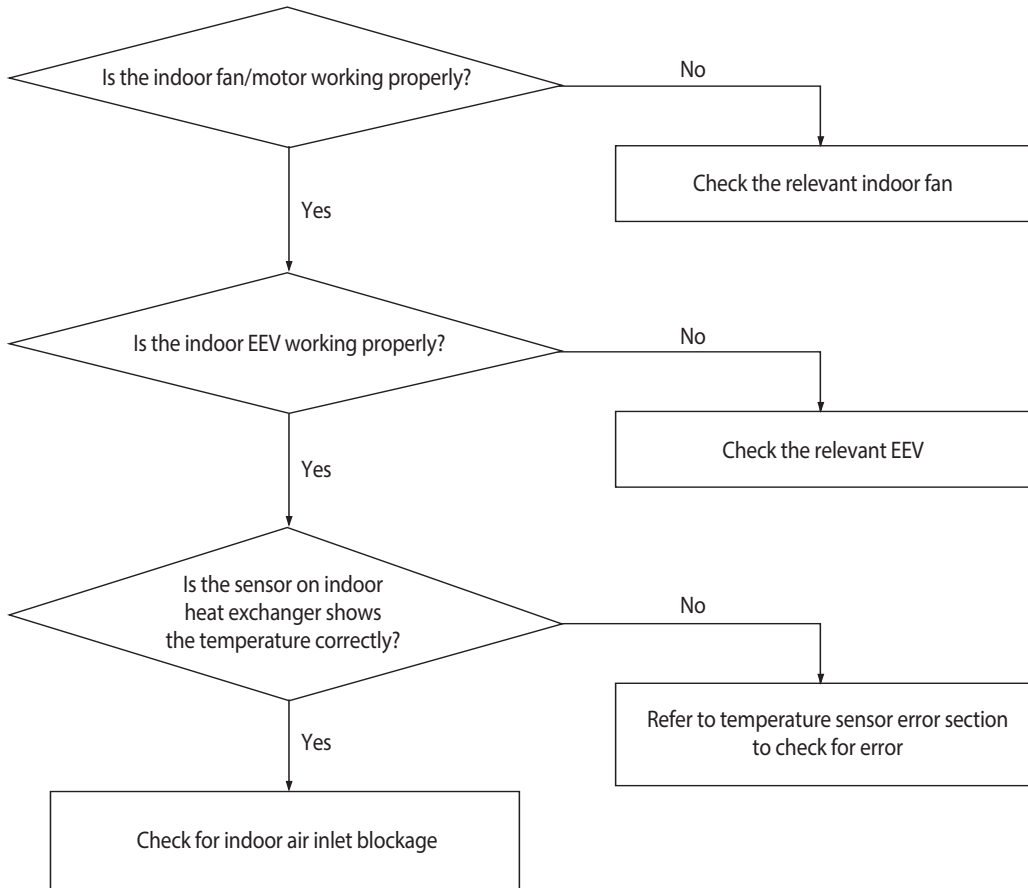 Is the indoor fan/motor working properly?
No
Check the relevant indoor fan
Yes
Is the indoor EEV working properly?
No
Check the relevant EEV
Yes
Is the sensor on indoor
heat exchanger shows
the temperature correctly?
No
Refer to temperature sensor error section
to check for error
Yes
Check for indoor air inlet blockage